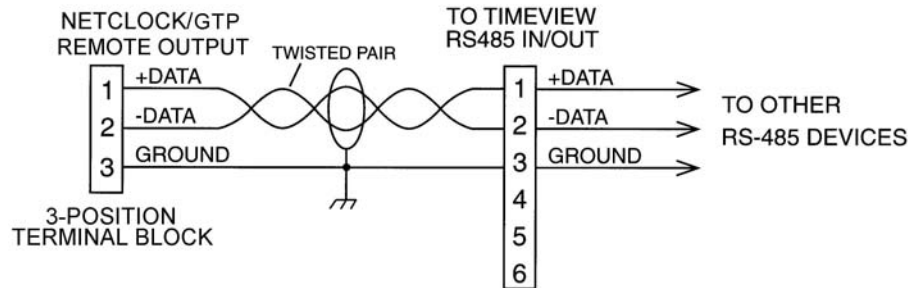 NETCLOCK/GTP
REMOTE OUTPUT
TO TIMEVIEW
RS485 IN/OUT
TWISTED PAIR
1
+DATA
1
+DATA
2
-DATA
2
-DATA
3
GROUND
3
GROUND
TO OTHER
RS-485 DEVICES
3-POSITION
TERMINAL BLOCK
4
5
6